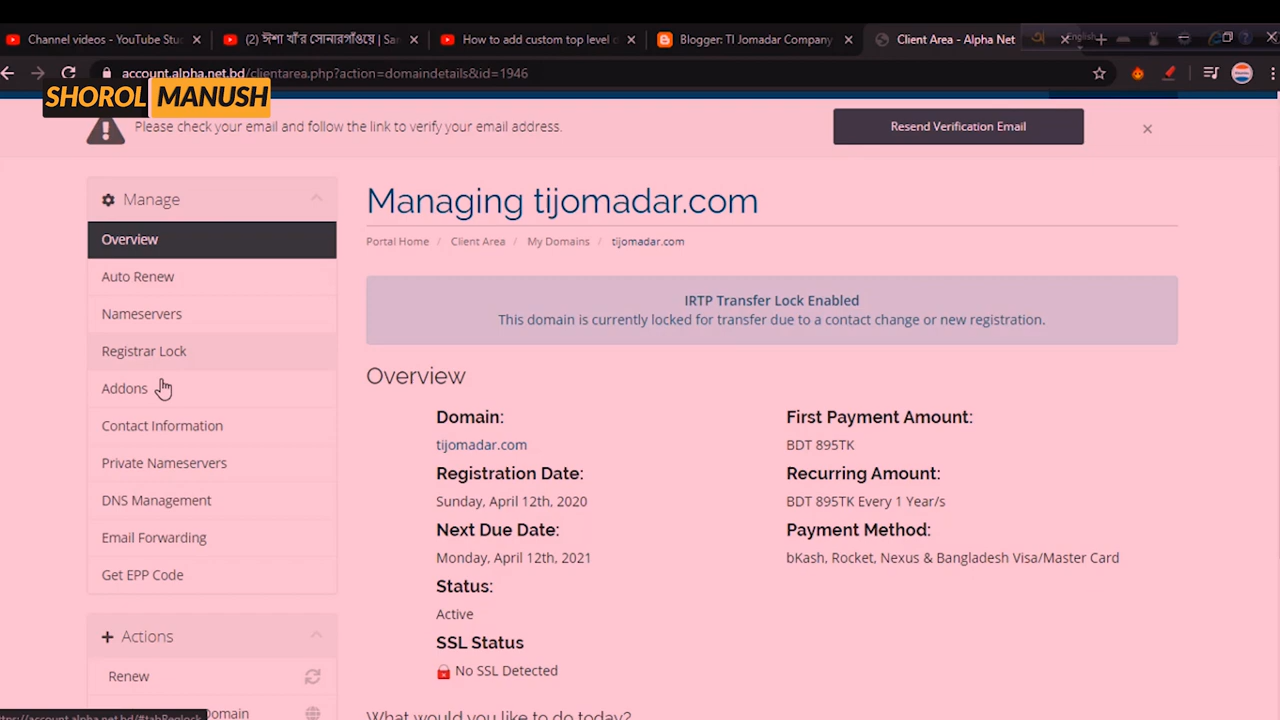 Channel videos - YouTube Stu
(2) ঈশা খাঁ'র সোনারগাঁওয়ে | Sa
How to add custom top level d
Blogger: TI Jomadar Company
Client Area - Alpha Net
English
account.alpha.net.bd/clientarea.php?action=domaindetails&id=1946
SHOROL MANUSH
Please check your email and follow the link to verify your email address.
Resend Verification Email
Manage
Overview
Auto Renew
Nameservers
Registrar Lock
Addons
Contact Information
Private Nameservers
DNS Management
Email Forwarding
Get EPP Code
Actions
Renew
Domain
Managing tijomadar.com
Portal Home / Client Area / My Domains / tijomadar.com
IRTP Transfer Lock Enabled
This domain is currently locked for transfer due to a contact change or new registration.
Overview
Domain:
tijomadar.com
Registration Date:
Sunday, April 12th, 2020
Next Due Date:
Monday, April 12th, 2021
Status:
Active
SSL Status
No SSL Detected
First Payment Amount:
BDT 895TK
Recurring Amount:
BDT 895TK Every 1 Year/s
Payment Method:
bKash, Rocket, Nexus & Bangladesh Visa/Master Card
What would you like to do today?
ttps://account.alpha.net.bd/#tabReglock